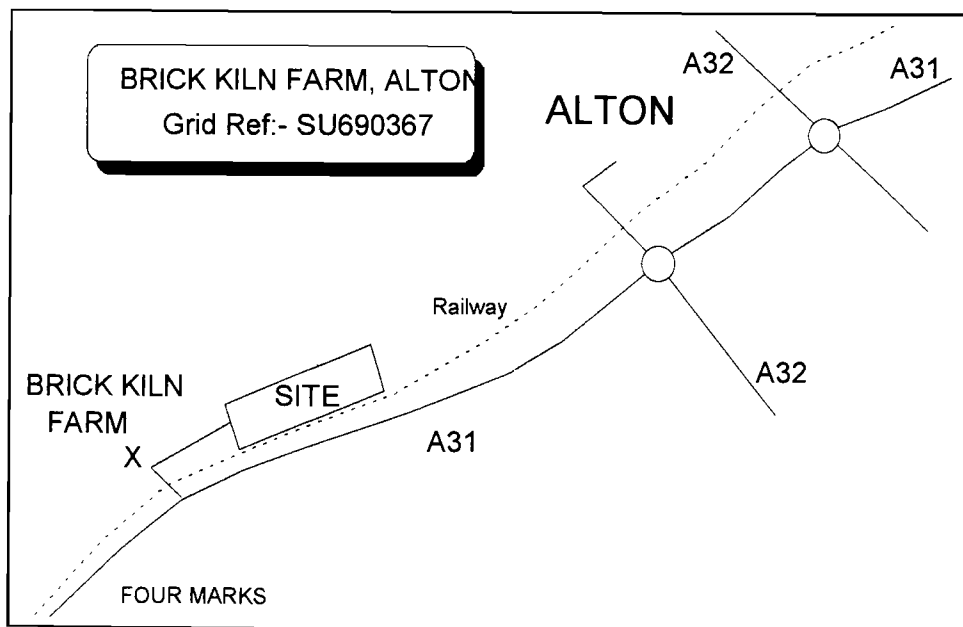 BRICK KILN FARM, ALTON
Grid Ref:- SU690367
A32
A31
ALTON
Railway
BRICK KILN
FARM
X
SITE
A32
A31
FOUR MARKS